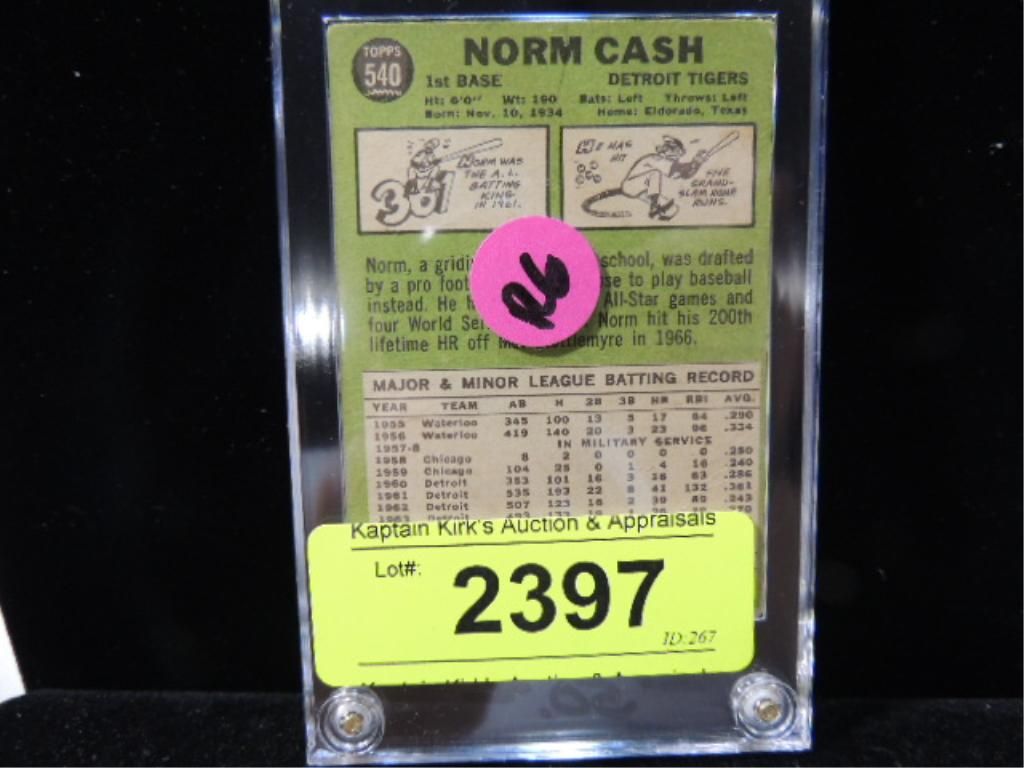 TOPPS
540
NORM CASH
1st BASE DETROIT TIGERS
Ht: 6'0" Wt: 190 Bats: Left Throws: Left
Born: Nov. 10, 1934 Home: Eldorado, Texas
361
NORM WAS
THE A.L.
BATTING
KING
IN 1961.
HE HAS
HIT
FIVE
GRAND-
SLAM HOME
RUNS.
R6
Norm, a school, was drafted
by a pro to play baseball
instead. He All-Star games and
four World Norm hit his 200th
lifetime HR off in 1966.
MAJOR & MINOR LEAGUE BATTING RECORD
YEAR TEAM AB H 2B 3B HR RBI AVG.
1955 Waterloo 345 100 13 5 17 64 .290
1956 Waterloo 419 140 20 3 23 96 .334
1957-8 IN MILITARY SERVICE
1958 Chicago 8 2 0 0 0 0 .250
1959 Chicago 104 25 0 1 4 16 .240
1960 Detroit 353 101 16 3 18 63 .286
1961 Detroit 535 193 22 8 41 132 .361
1962 Detroit 507 123 16 2 39 89 .243
Kaptain Kirk's Auction & Appraisals
Lot#: 2397
ID:267